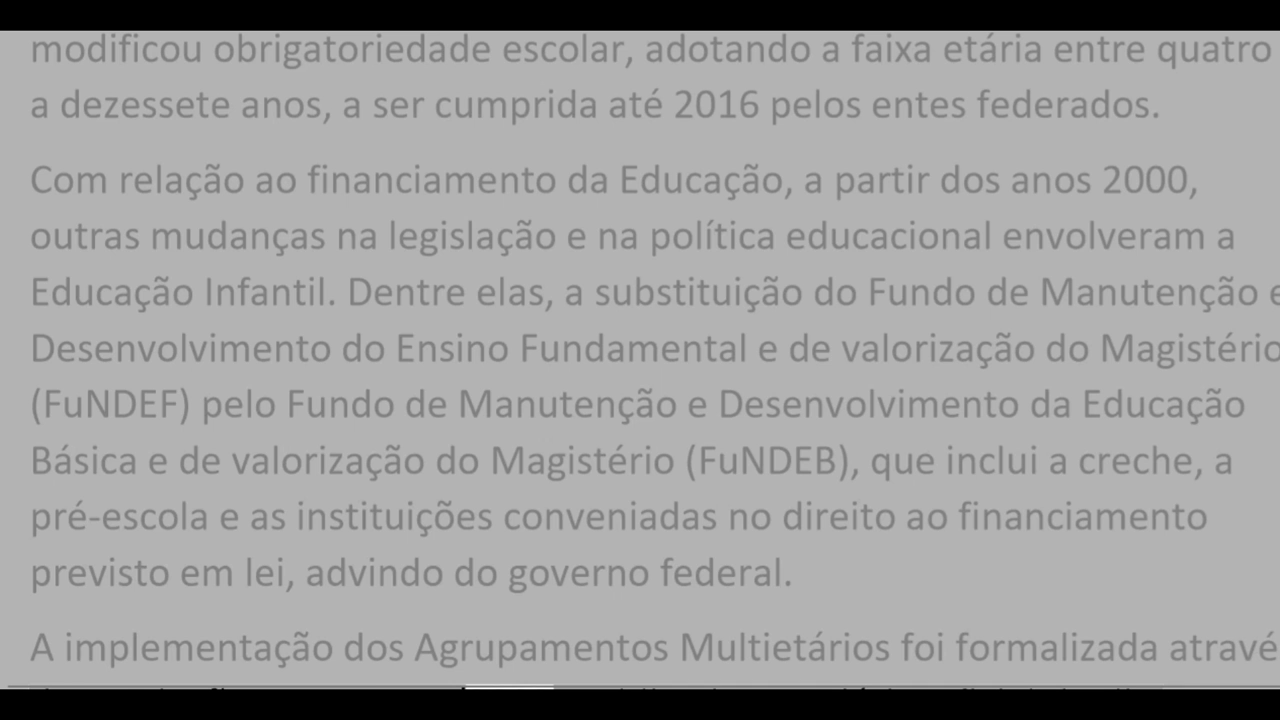 modificou obrigatoriedade escolar, adotando a faixa etária entre quatro
a dezessete anos, a ser cumprida até 2016 pelos entes federados.
Com relação ao financiamento da Educação, a partir dos anos 2000,
outras mudanças na legislação e na política educacional envolveram a
Educação Infantil. Dentre elas, a substituição do Fundo de Manutenção e
Desenvolvimento do Ensino Fundamental e de valorização do Magistério
(FuNDEF) pelo Fundo de Manutenção e Desenvolvimento da Educação
Básica e de valorização do Magistério (FuNDEB), que inclui a creche, a
pré-escola e as instituições conveniadas no direito ao financiamento
previsto em lei, advindo do governo federal.
A implementação dos Agrupamentos Multietários foi formalizada atravé